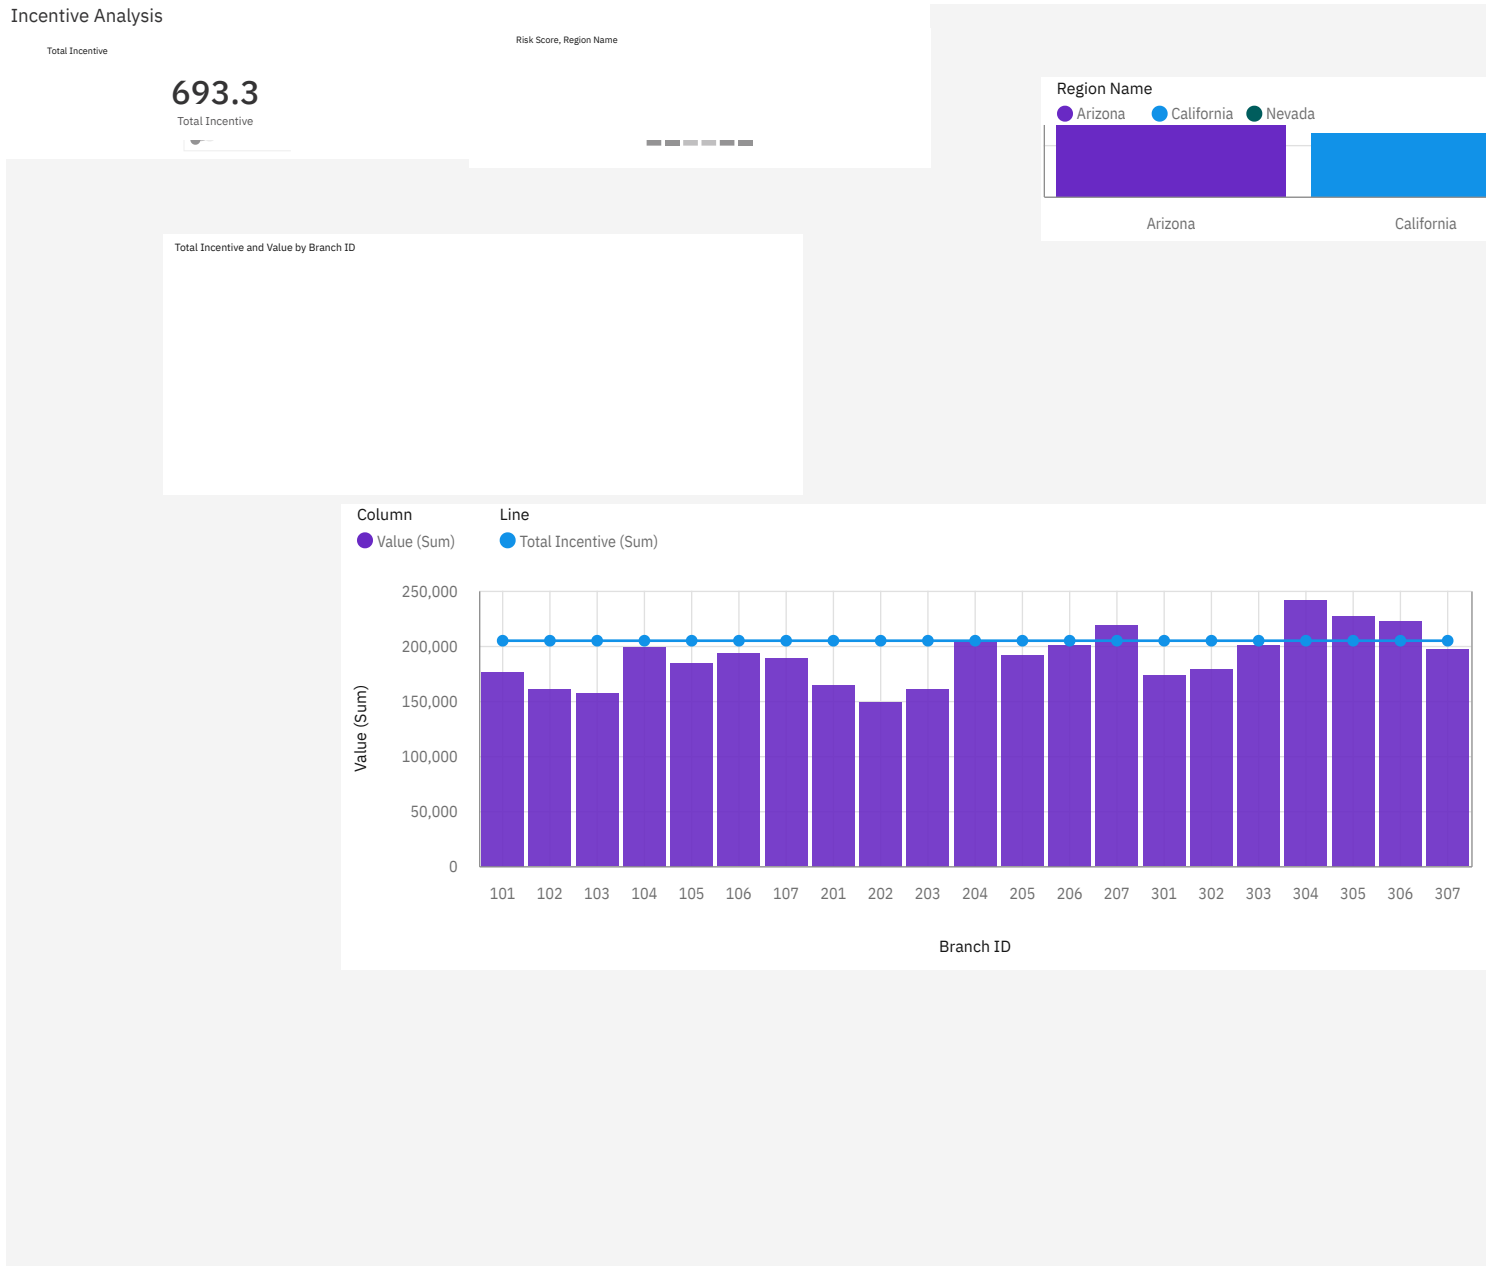 Incentive Analysis
Total Incentive
693.3
Total Incentive
Risk Score, Region Name
Region Name
Arizona California Nevada
Arizona California
Total Incentive and Value by Branch ID
Column Line
Value (Sum) Total Incentive (Sum)
250,000
200,000
150,000
100,000
50,000
0
Value (Sum)
101 102 103 104 105 106 107 201 202 203 204 205 206 207 301 302 303 304 305 306 307
Branch ID